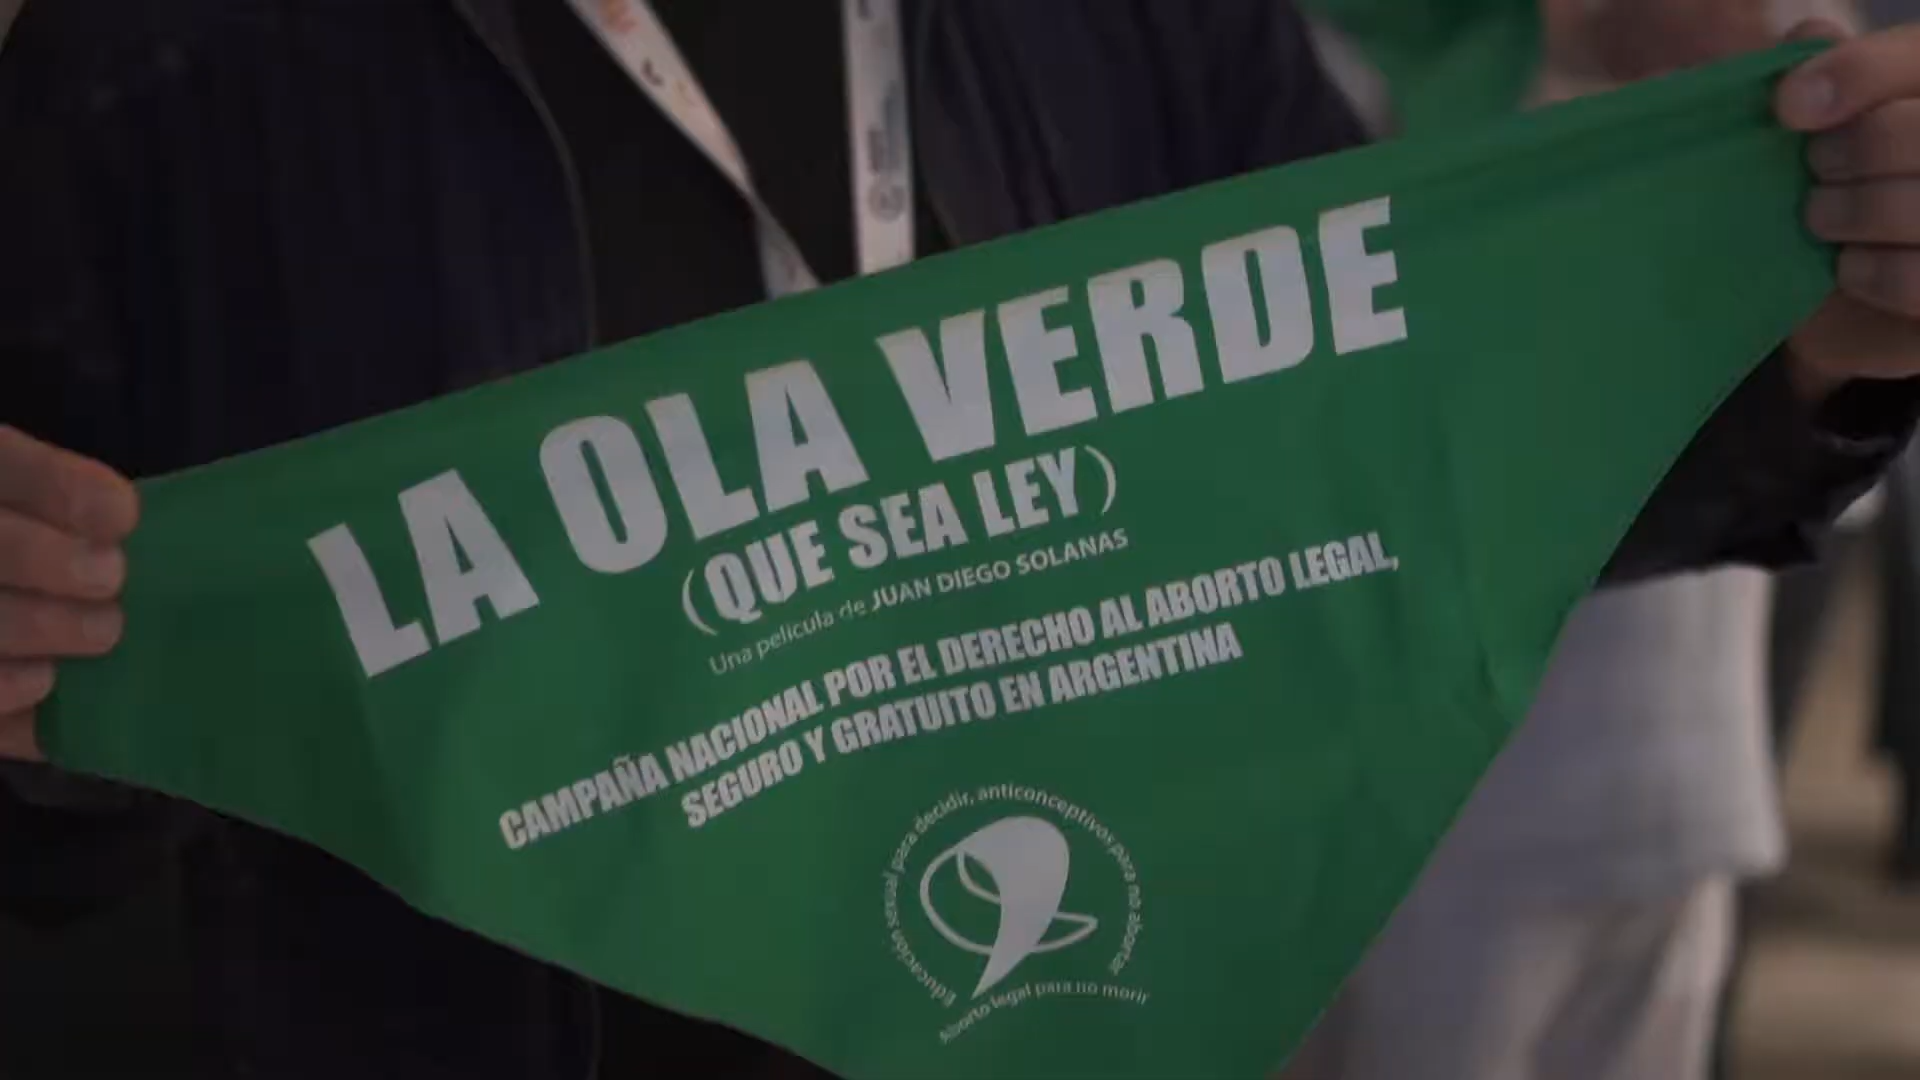 LA OLA VERDE
(QUE SEA LEY)
Una película de JUAN DIEGO SOLANAS
CAMPAÑA NACIONAL POR EL DERECHO AL ABORTO LEGAL,
SEGURO Y GRATUITO EN ARGENTINA
Educación sexual para decidir, anticonceptivos para no abortar
Aborto legal para no morir